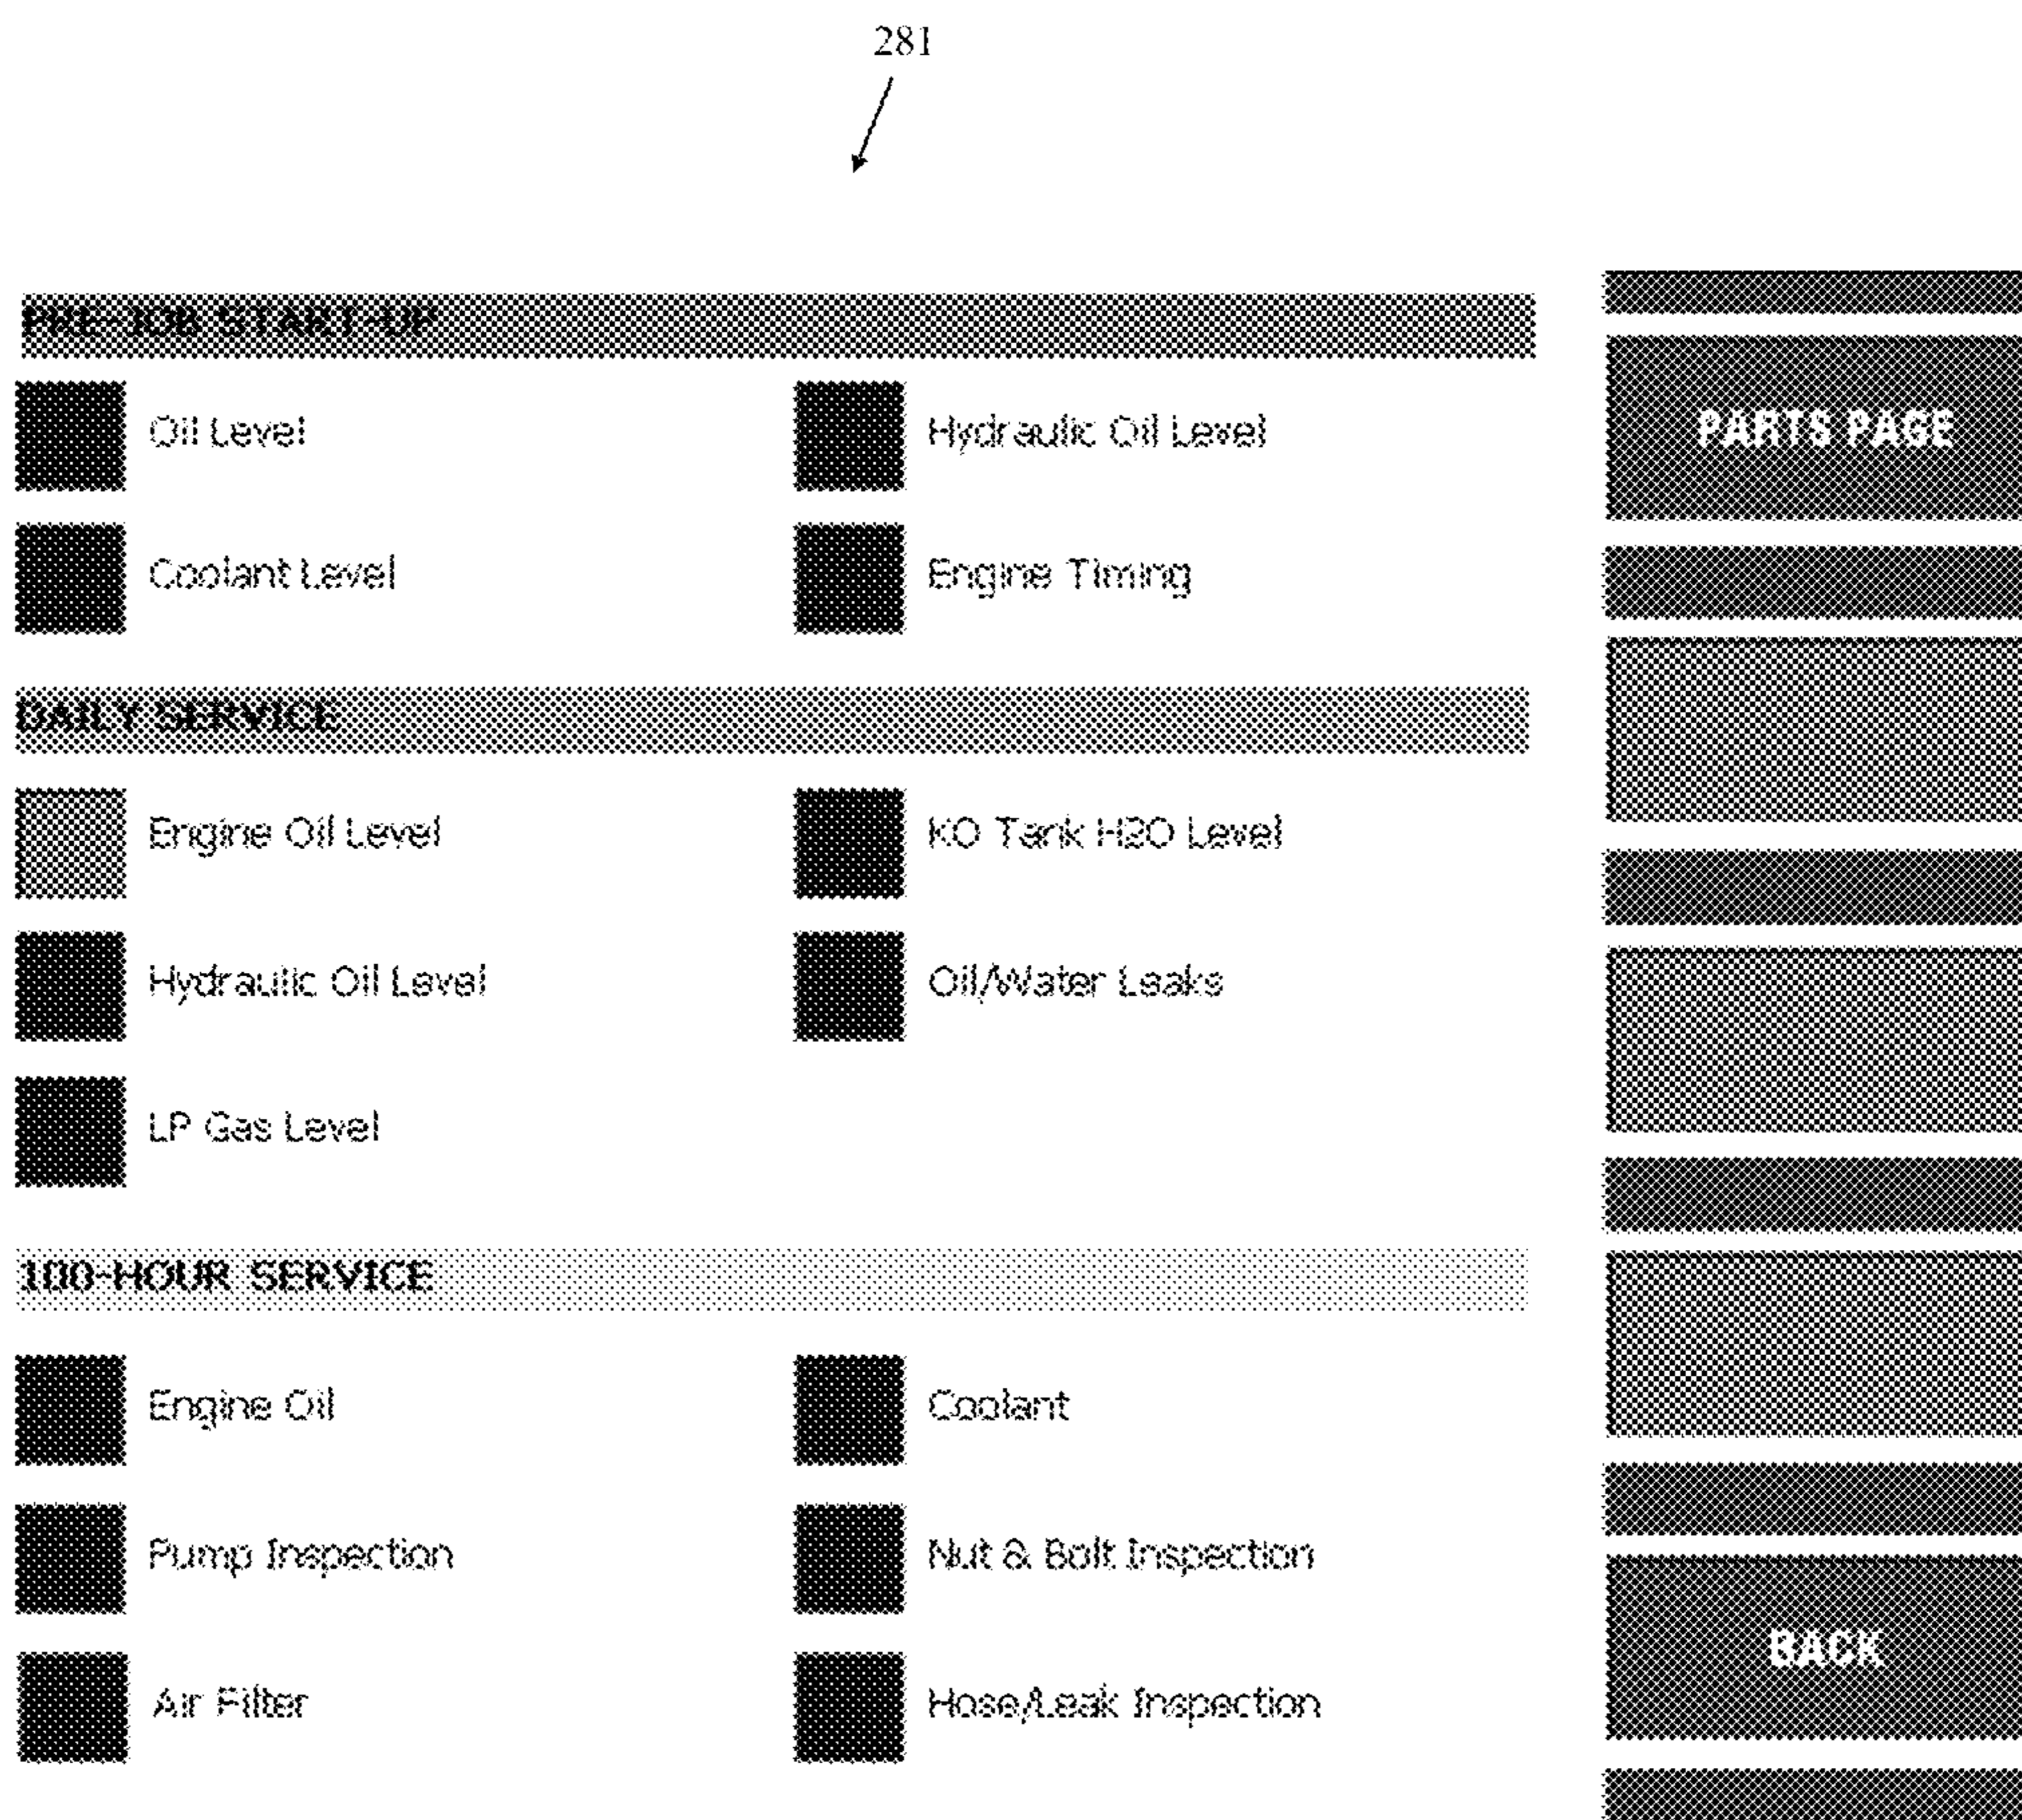 281
PRE-JOB START-UP
Oil Level
Hydraulic Oil Level
Coolant Level
Engine Timing
DAILY SERVICE
Engine Oil Level
KO Tank H2O Level
Hydraulic Oil Level
Oil/Water Leaks
LP Gas Level
100-HOUR SERVICE
Engine Oil
Coolant
Pump Inspection
Nut & Bolt Inspection
Air Filter
Hose/Leak Inspection
PARTS PAGE
BACK